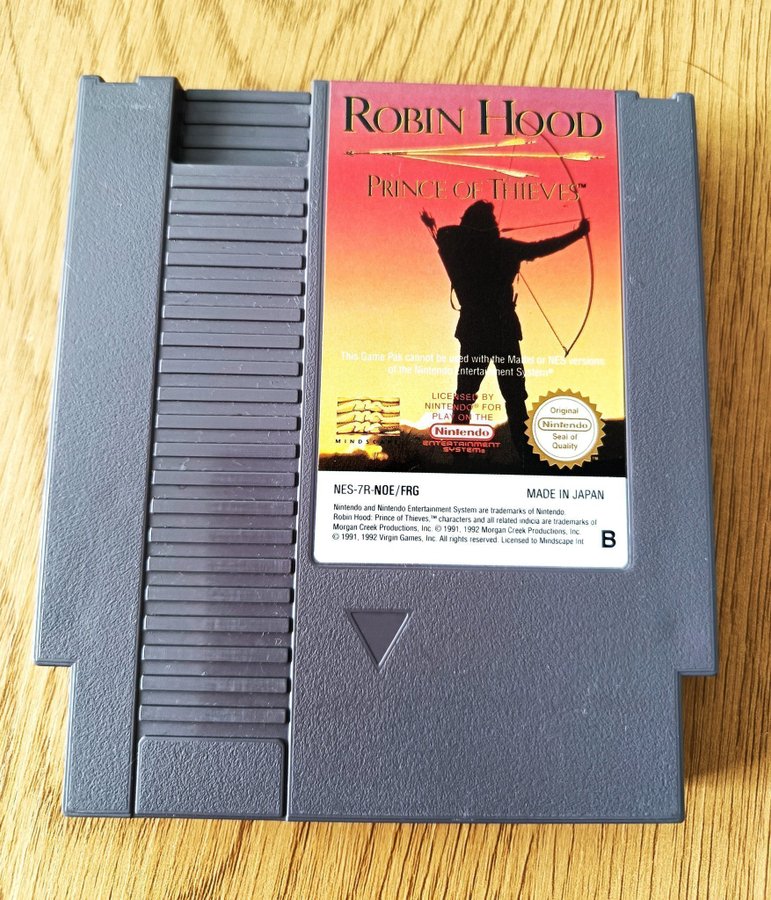 ROBIN HOOD
PRINCE OF THIEVES™
This Game Pak cannot be used with the Mattel or NES versions
of the Nintendo Entertainment System®
MINDSCAPE
LICENSED BY
NINTENDO® FOR
PLAY ON THE
Nintendo
ENTERTAINMENT
SYSTEM®
Original
Nintendo
Seal of
Quality
NES-7R-NOE/FRG
MADE IN JAPAN
Nintendo and Nintendo Entertainment System are trademarks of Nintendo.
Robin Hood: Prince of Thieves,™ characters and all related indicia are trademarks of
Morgan Creek Productions, Inc. © 1991, 1992 Morgan Creek Productions, Inc.
© 1991, 1992 Virgin Games, Inc. All rights reserved. Licensed to Mindscape Int
B